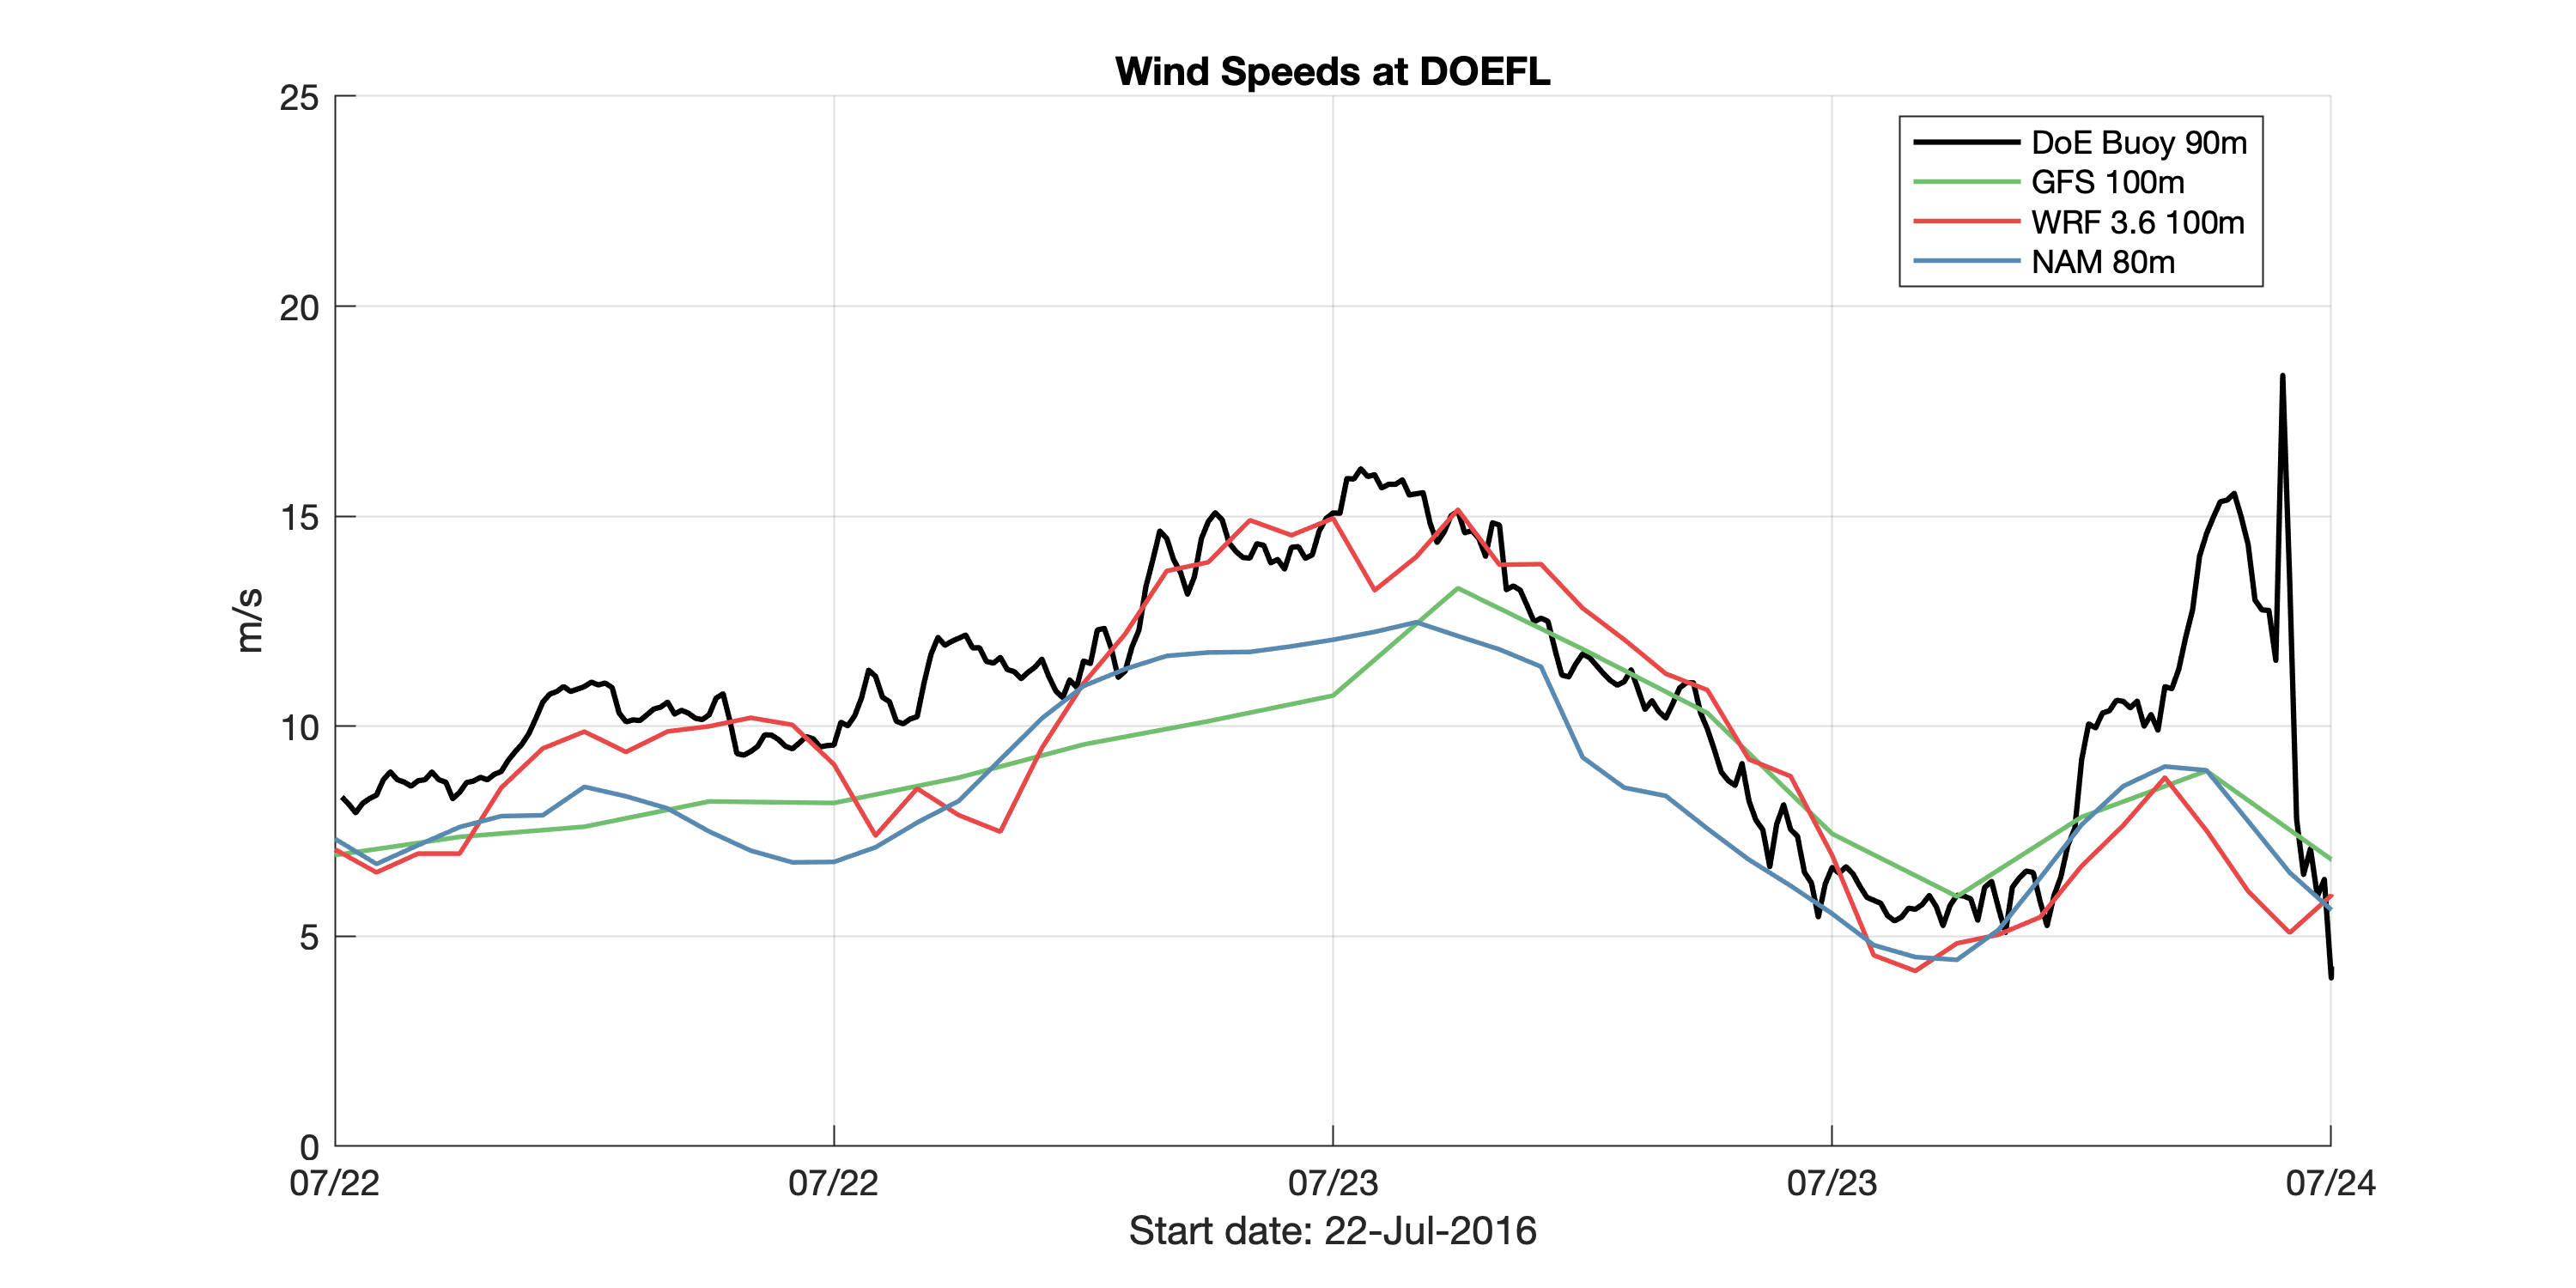 Wind Speeds at DOEFL
25
20
15
10
5
0
m/s
DoE Buoy 90m
GFS 100m
WRF 3.6 100m
NAM 80m
07/22 07/22 07/23 07/23 07/24
Start date: 22-Jul-2016